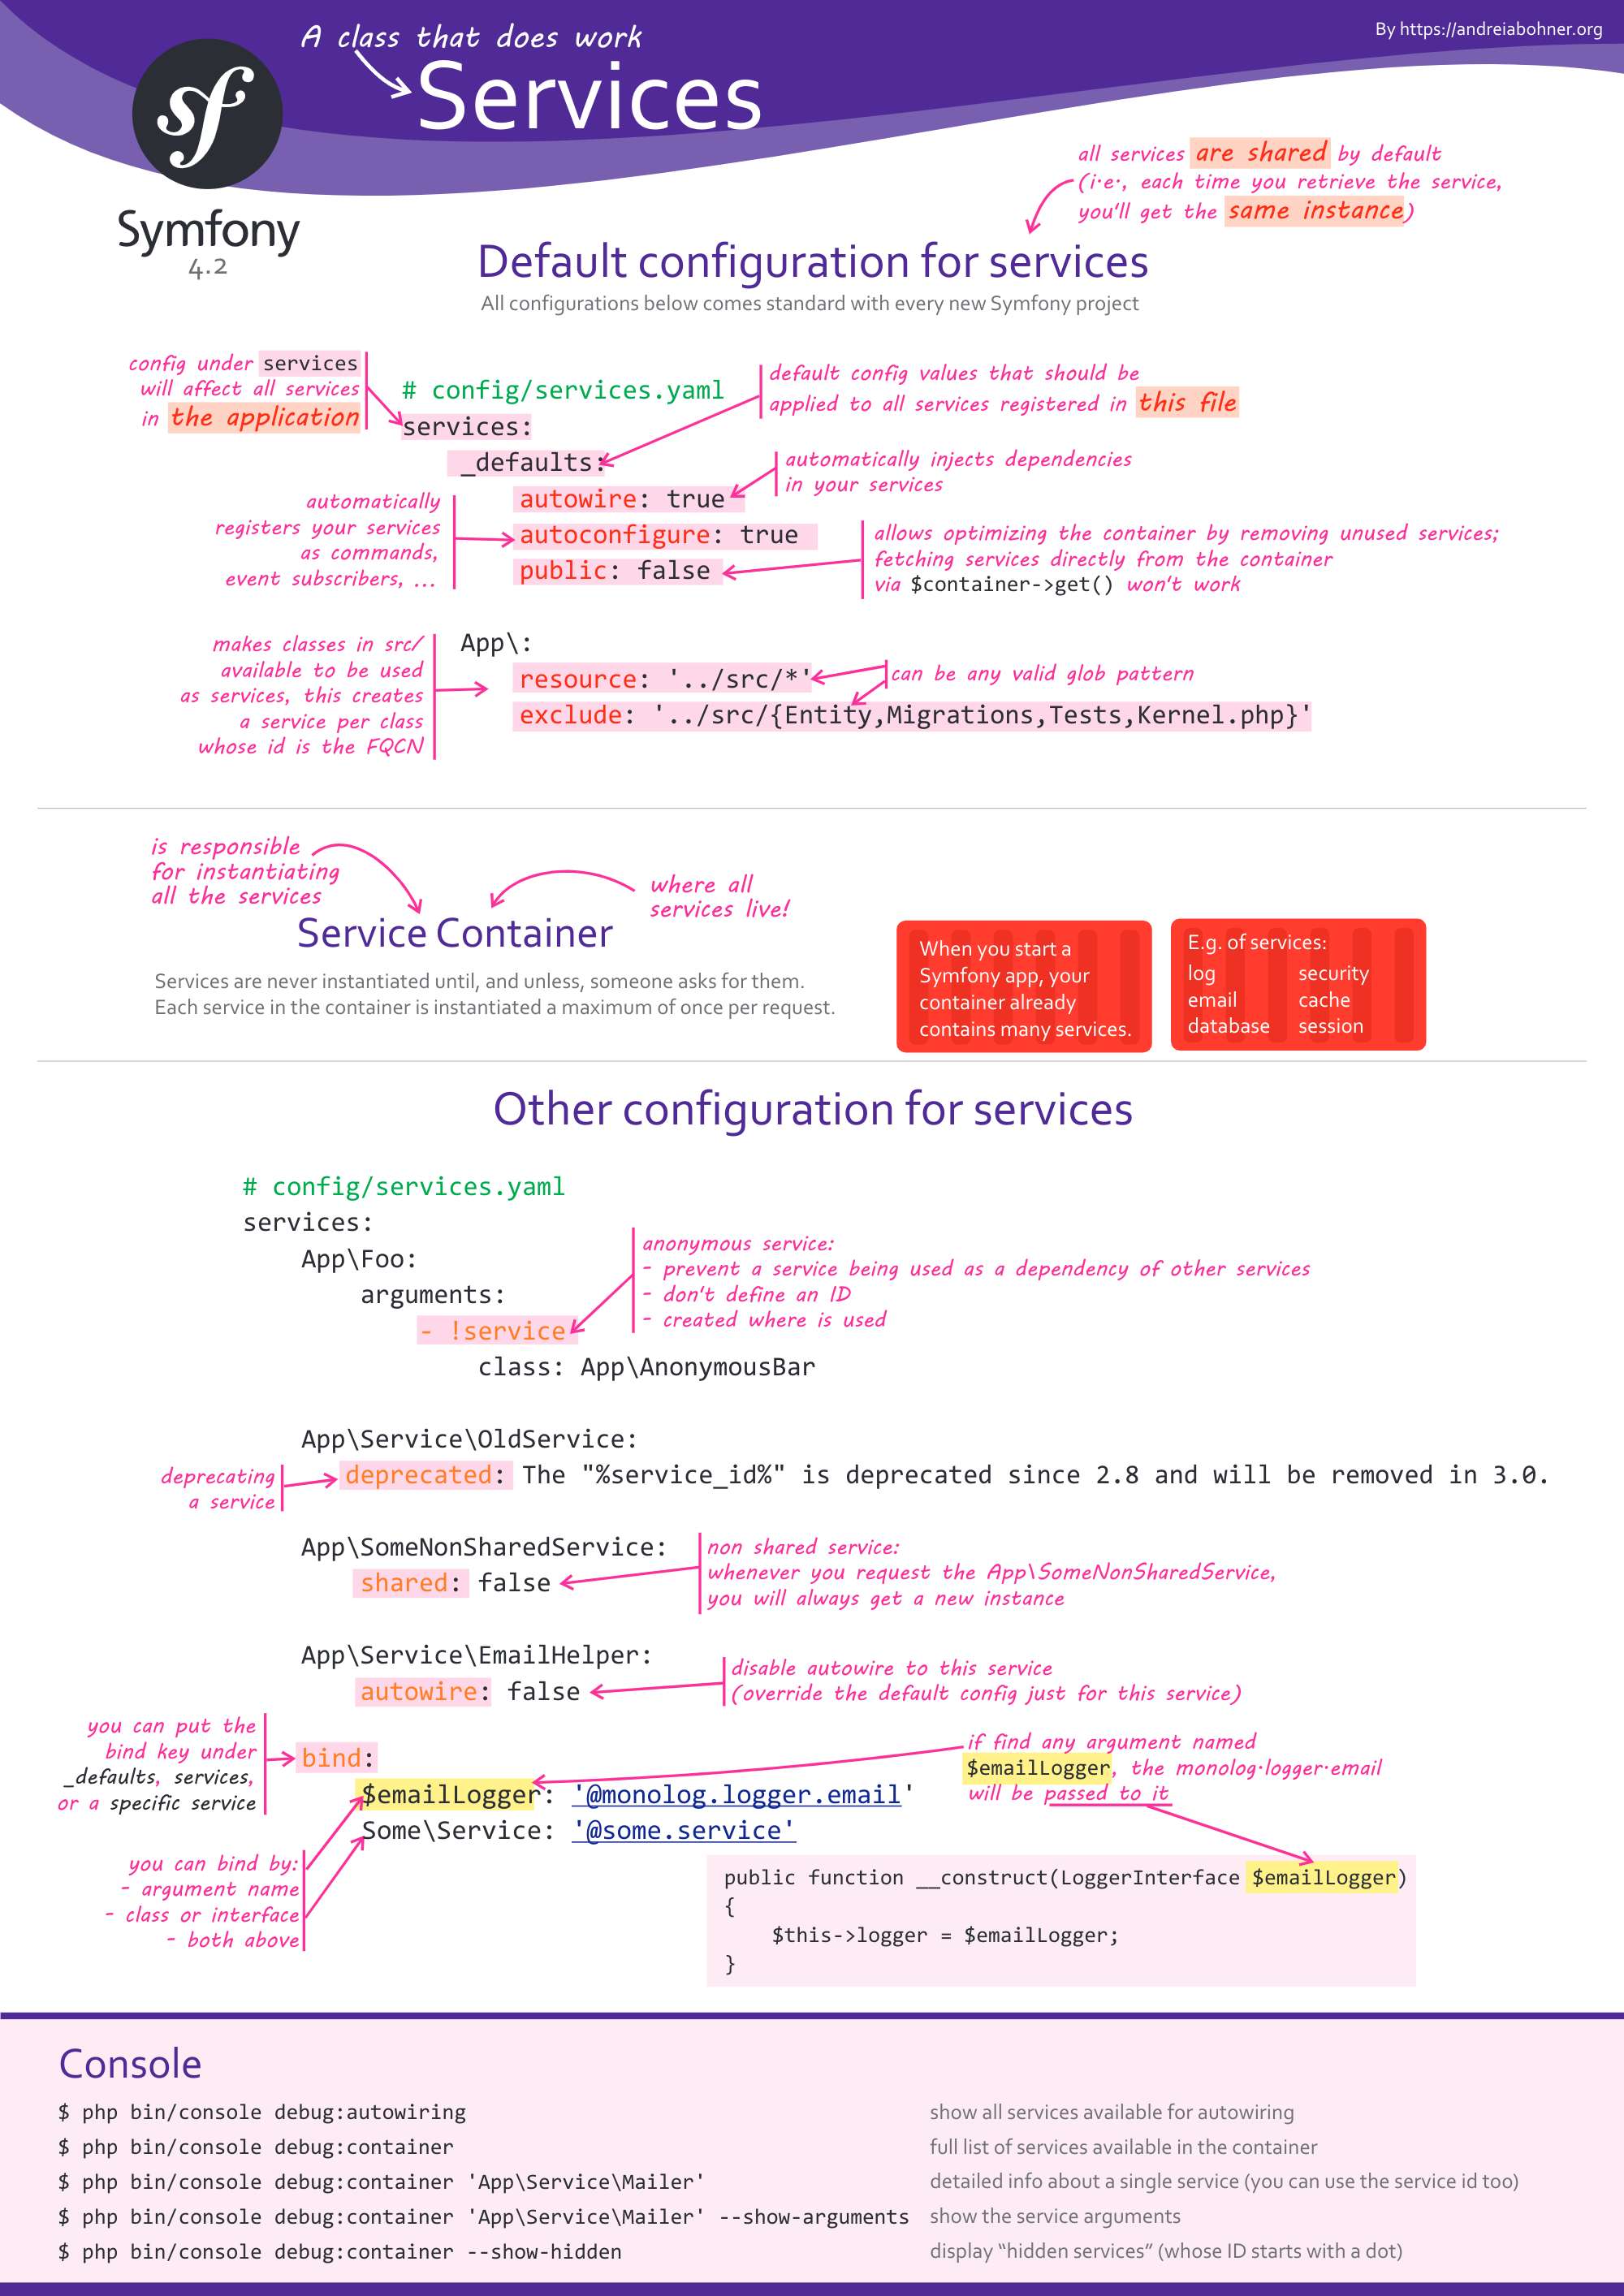 A class that does work
By https://andreiabohner.org
Services
sf
Symfony
4.2
all services are shared by default
(i.e., each time you retrieve the service,
you'll get the same instance)
Default configuration for services
All configurations below comes standard with every new Symfony project
config under services
will affect all services
in the application
# config/services.yaml
services:
_defaults:
autowire: true
autoconfigure: true
public: false
default config values that should be
applied to all services registered in this file
automatically injects dependencies
in your services
automatically
registers your services
as commands,
event subscribers, ...
allows optimizing the container by removing unused services;
fetching services directly from the container
via $container->get() won't work
makes classes in src/
available to be used
as services, this creates
a service per class
whose id is the FQCN
App\:
resource: '../src/*'
exclude: '../src/{Entity,Migrations,Tests,Kernel.php}'
can be any valid glob pattern
is responsible
for instantiating
all the services
where all
services live!
Service Container
Services are never instantiated until, and unless, someone asks for them.
Each service in the container is instantiated a maximum of once per request.
When you start a
Symfony app, your
container already
contains many services.
E.g. of services:
log security
email cache
database session
Other configuration for services
# config/services.yaml
services:
App\Foo:
arguments:
- !service
class: App\AnonymousBar
anonymous service:
- prevent a service being used as a dependency of other services
- don't define an ID
- created where is used
App\Service\OldService:
deprecating
a service
deprecated: The "%service_id%" is deprecated since 2.8 and will be removed in 3.0.
App\SomeNonSharedService:
shared: false
non shared service:
whenever you request the App\SomeNonSharedService,
you will always get a new instance
App\Service\EmailHelper:
autowire: false
disable autowire to this service
(override the default config just for this service)
you can put the
bind key under
_defaults, services,
or a specific service
bind:
$emailLogger: '@monolog.logger.email'
Some\Service: '@some.service'
if find any argument named
$emailLogger, the monolog.logger.email
will be passed to it
you can bind by:
- argument name
- class or interface
- both above
public function __construct(LoggerInterface $emailLogger)
{
$this->logger = $emailLogger;
}
Console
$ php bin/console debug:autowiring show all services available for autowiring
$ php bin/console debug:container full list of services available in the container
$ php bin/console debug:container 'App\Service\Mailer' detailed info about a single service (you can use the service id too)
$ php bin/console debug:container 'App\Service\Mailer' --show-arguments show the service arguments
$ php bin/console debug:container --show-hidden display “hidden services” (whose ID starts with a dot)